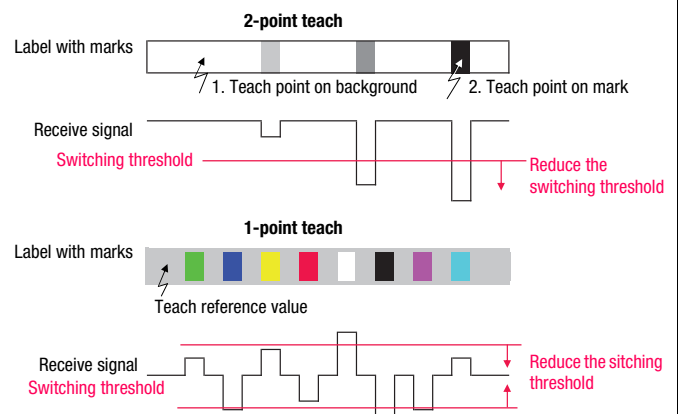 2-point teach
Label with marks
1. Teach point on background
2. Teach point on mark
Receive signal
Switching threshold
Reduce the
switching threshold
1-point teach
Label with marks
Teach reference value
Receive signal
Switching threshold
Reduce the sitching
threshold